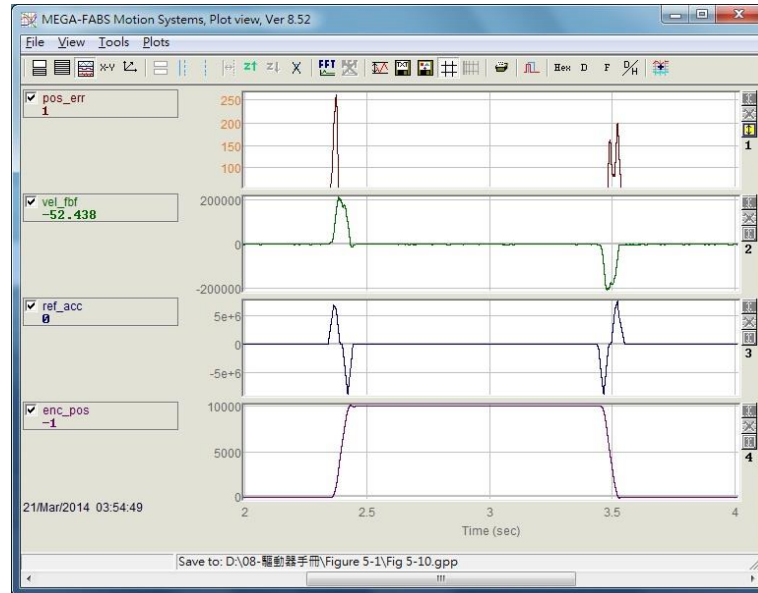 MEGA-FABS Motion Systems, Plot view, Ver 8.52
File View Tools Plots
X-Y z↑ z↓ X FFT TXT Hex D F D/H
pos_err
1
250
200
150
100
1
vel_fbf
-52.438
200000
0
-200000
2
ref_acc
0
5e+6
0
-5e+6
3
enc_pos
-1
10000
5000
0
4
21/Mar/2014 03:54:49
2 2.5 3 3.5 4
Time (sec)
Save to: D:\08-驅動器手冊\Figure 5-1\Fig 5-10.gpp